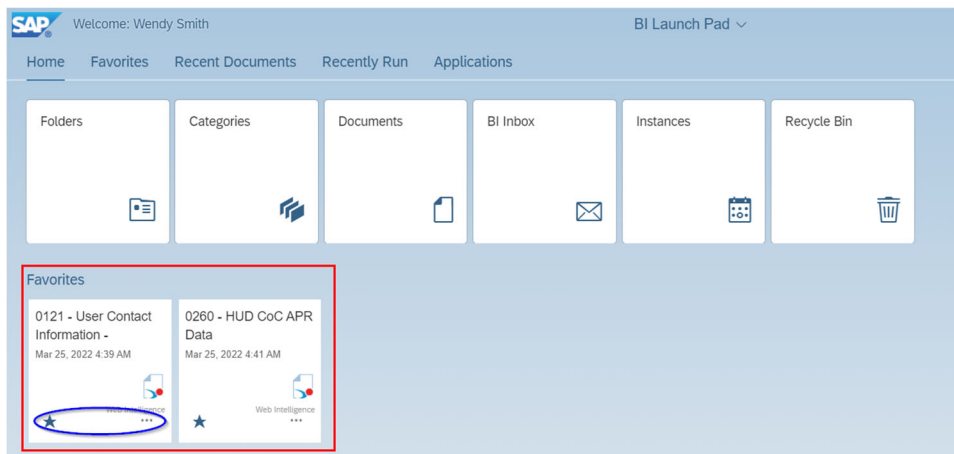 SAP Welcome: Wendy Smith BI Launch Pad
Home Favorites Recent Documents Recently Run Applications
Folders Categories Documents BI Inbox Instances Recycle Bin
Favorites
0121 - User Contact
Information -
Mar 25, 2022 4:39 AM
Web Intelligence
0260 - HUD CoC APR
Data
Mar 25, 2022 4:41 AM
Web Intelligence